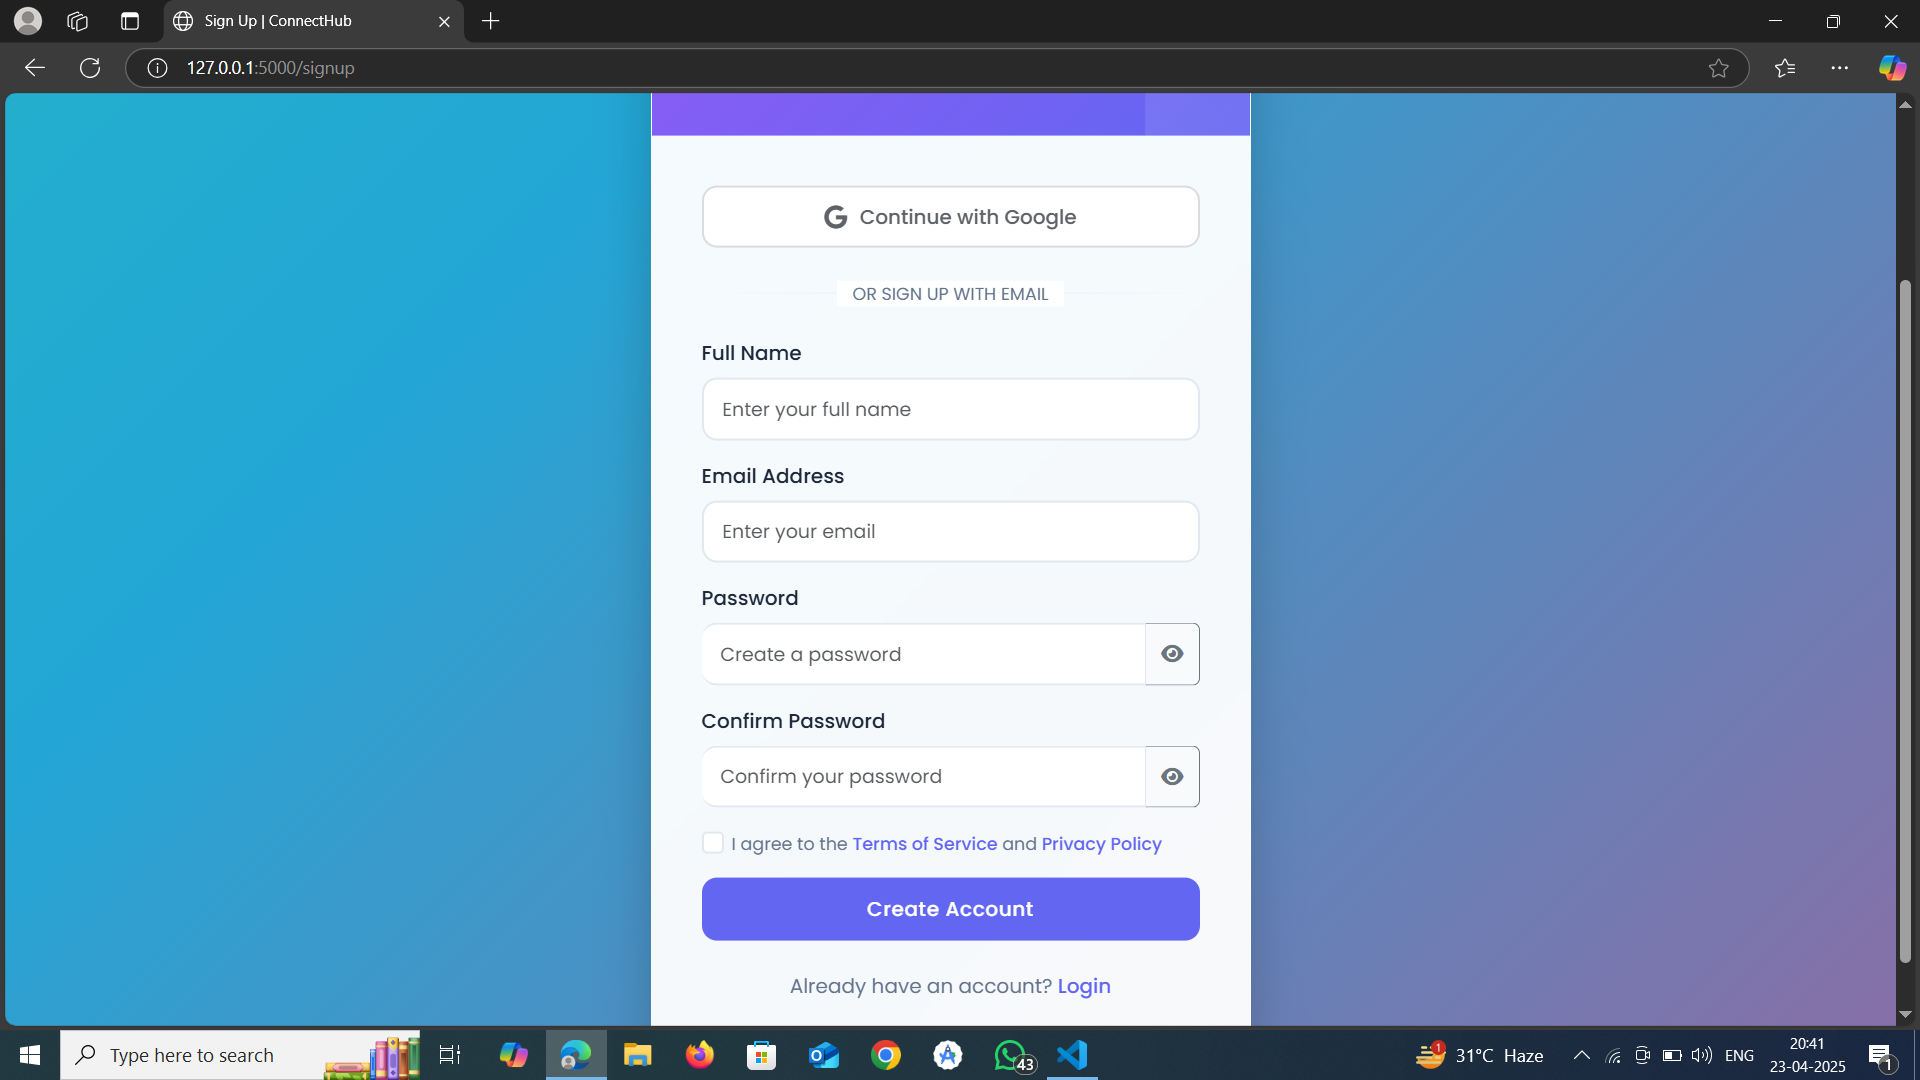 Sign Up | ConnectHub
127.0.0.1:5000/signup
Continue with Google
OR SIGN UP WITH EMAIL
Full Name
Enter your full name
Email Address
Enter your email
Password
Create a password
Confirm Password
Confirm your password
I agree to the Terms of Service and Privacy Policy
Create Account
Already have an account? Login
Type here to search
43
1
31°C Haze
ENG
20:41
23-04-2025
1